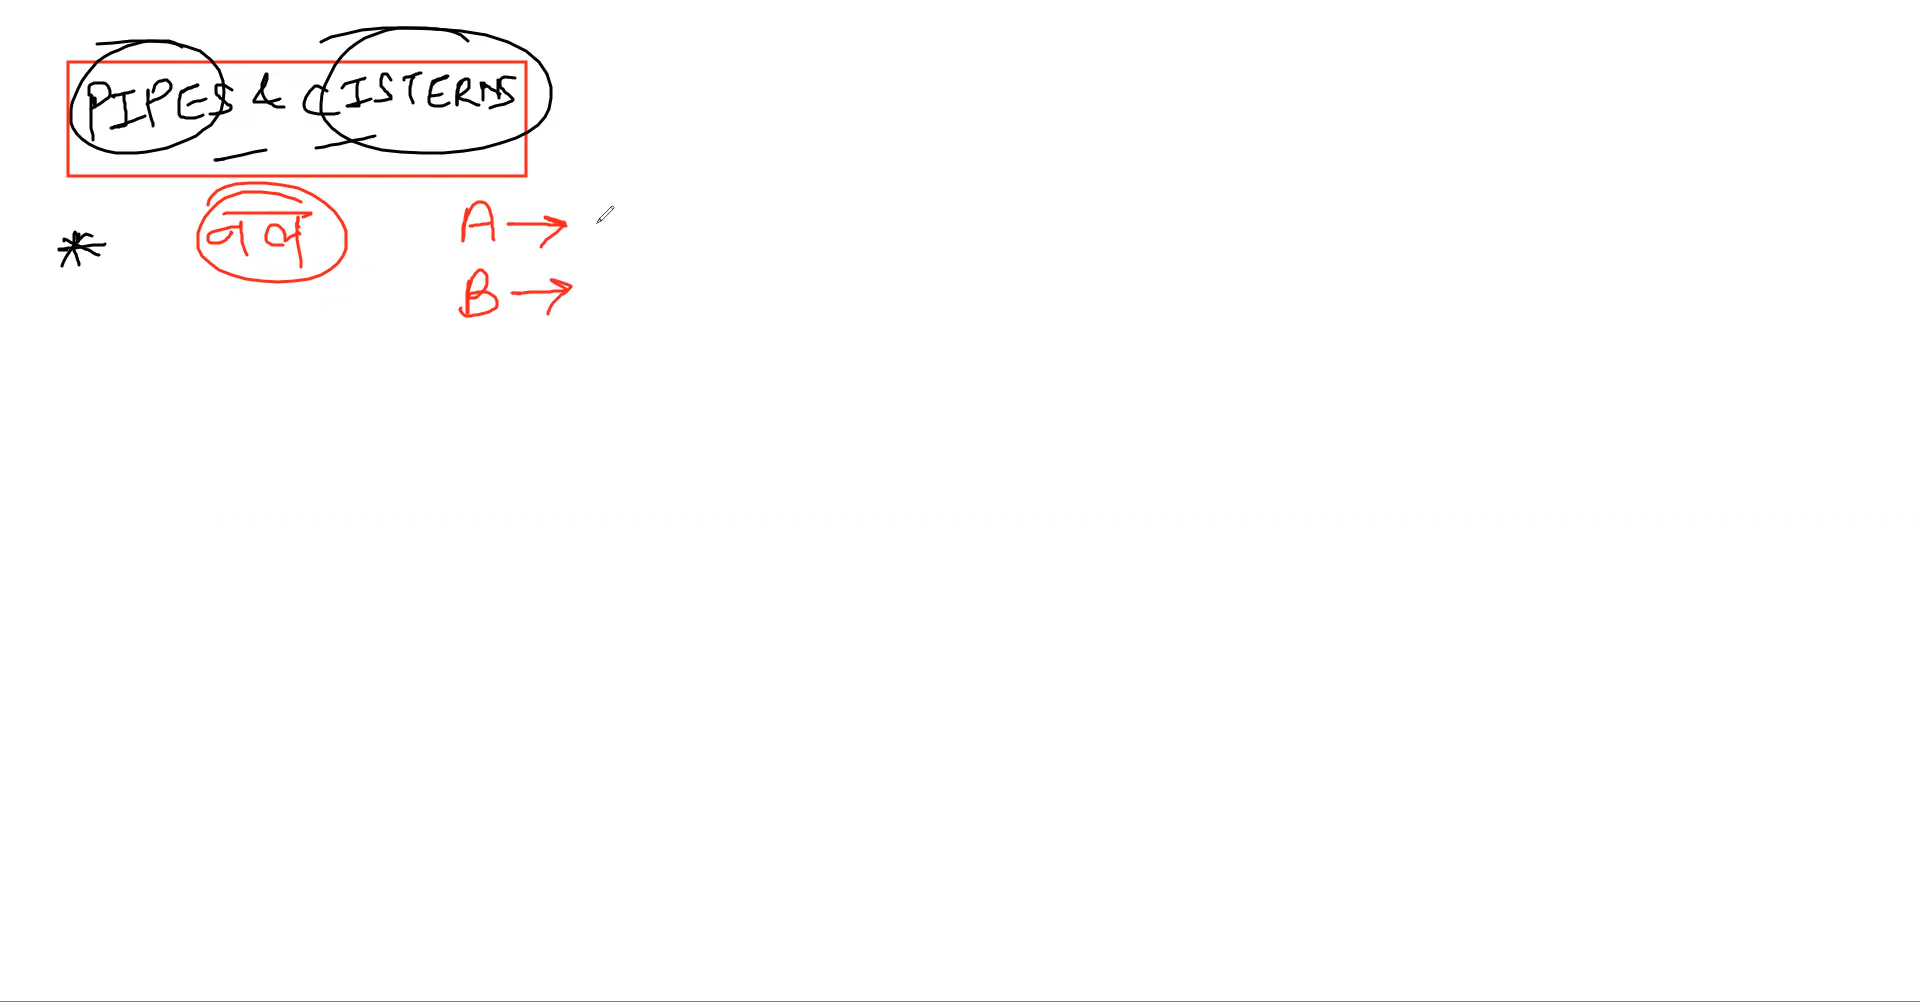 PIPES & CISTERNS
* नल A →
B →